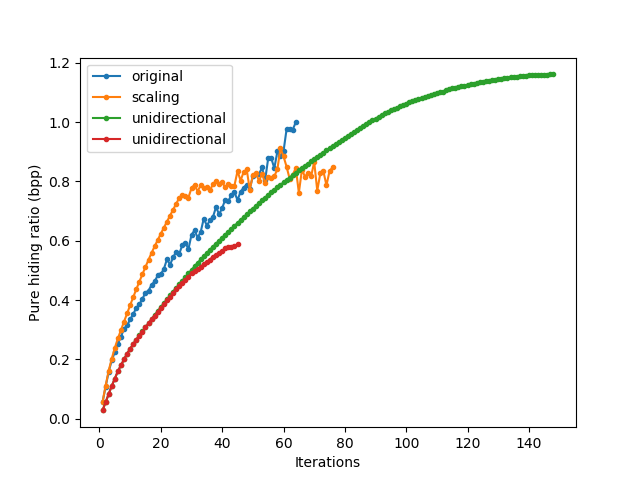 original
scaling
unidirectional
unidirectional
1.2
1.0
0.8
0.6
0.4
0.2
0.0
Pure hiding ratio (bpp)
0 20 40 60 80 100 120 140
Iterations